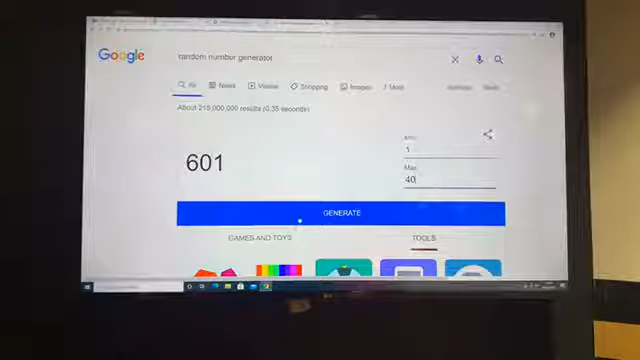 Google
random number generator
All News Videos Shopping Images More
About 215,000,000 results (0.35 seconds)
1
601
Max
40
GENERATE
GAMES AND TOYS TOOLS